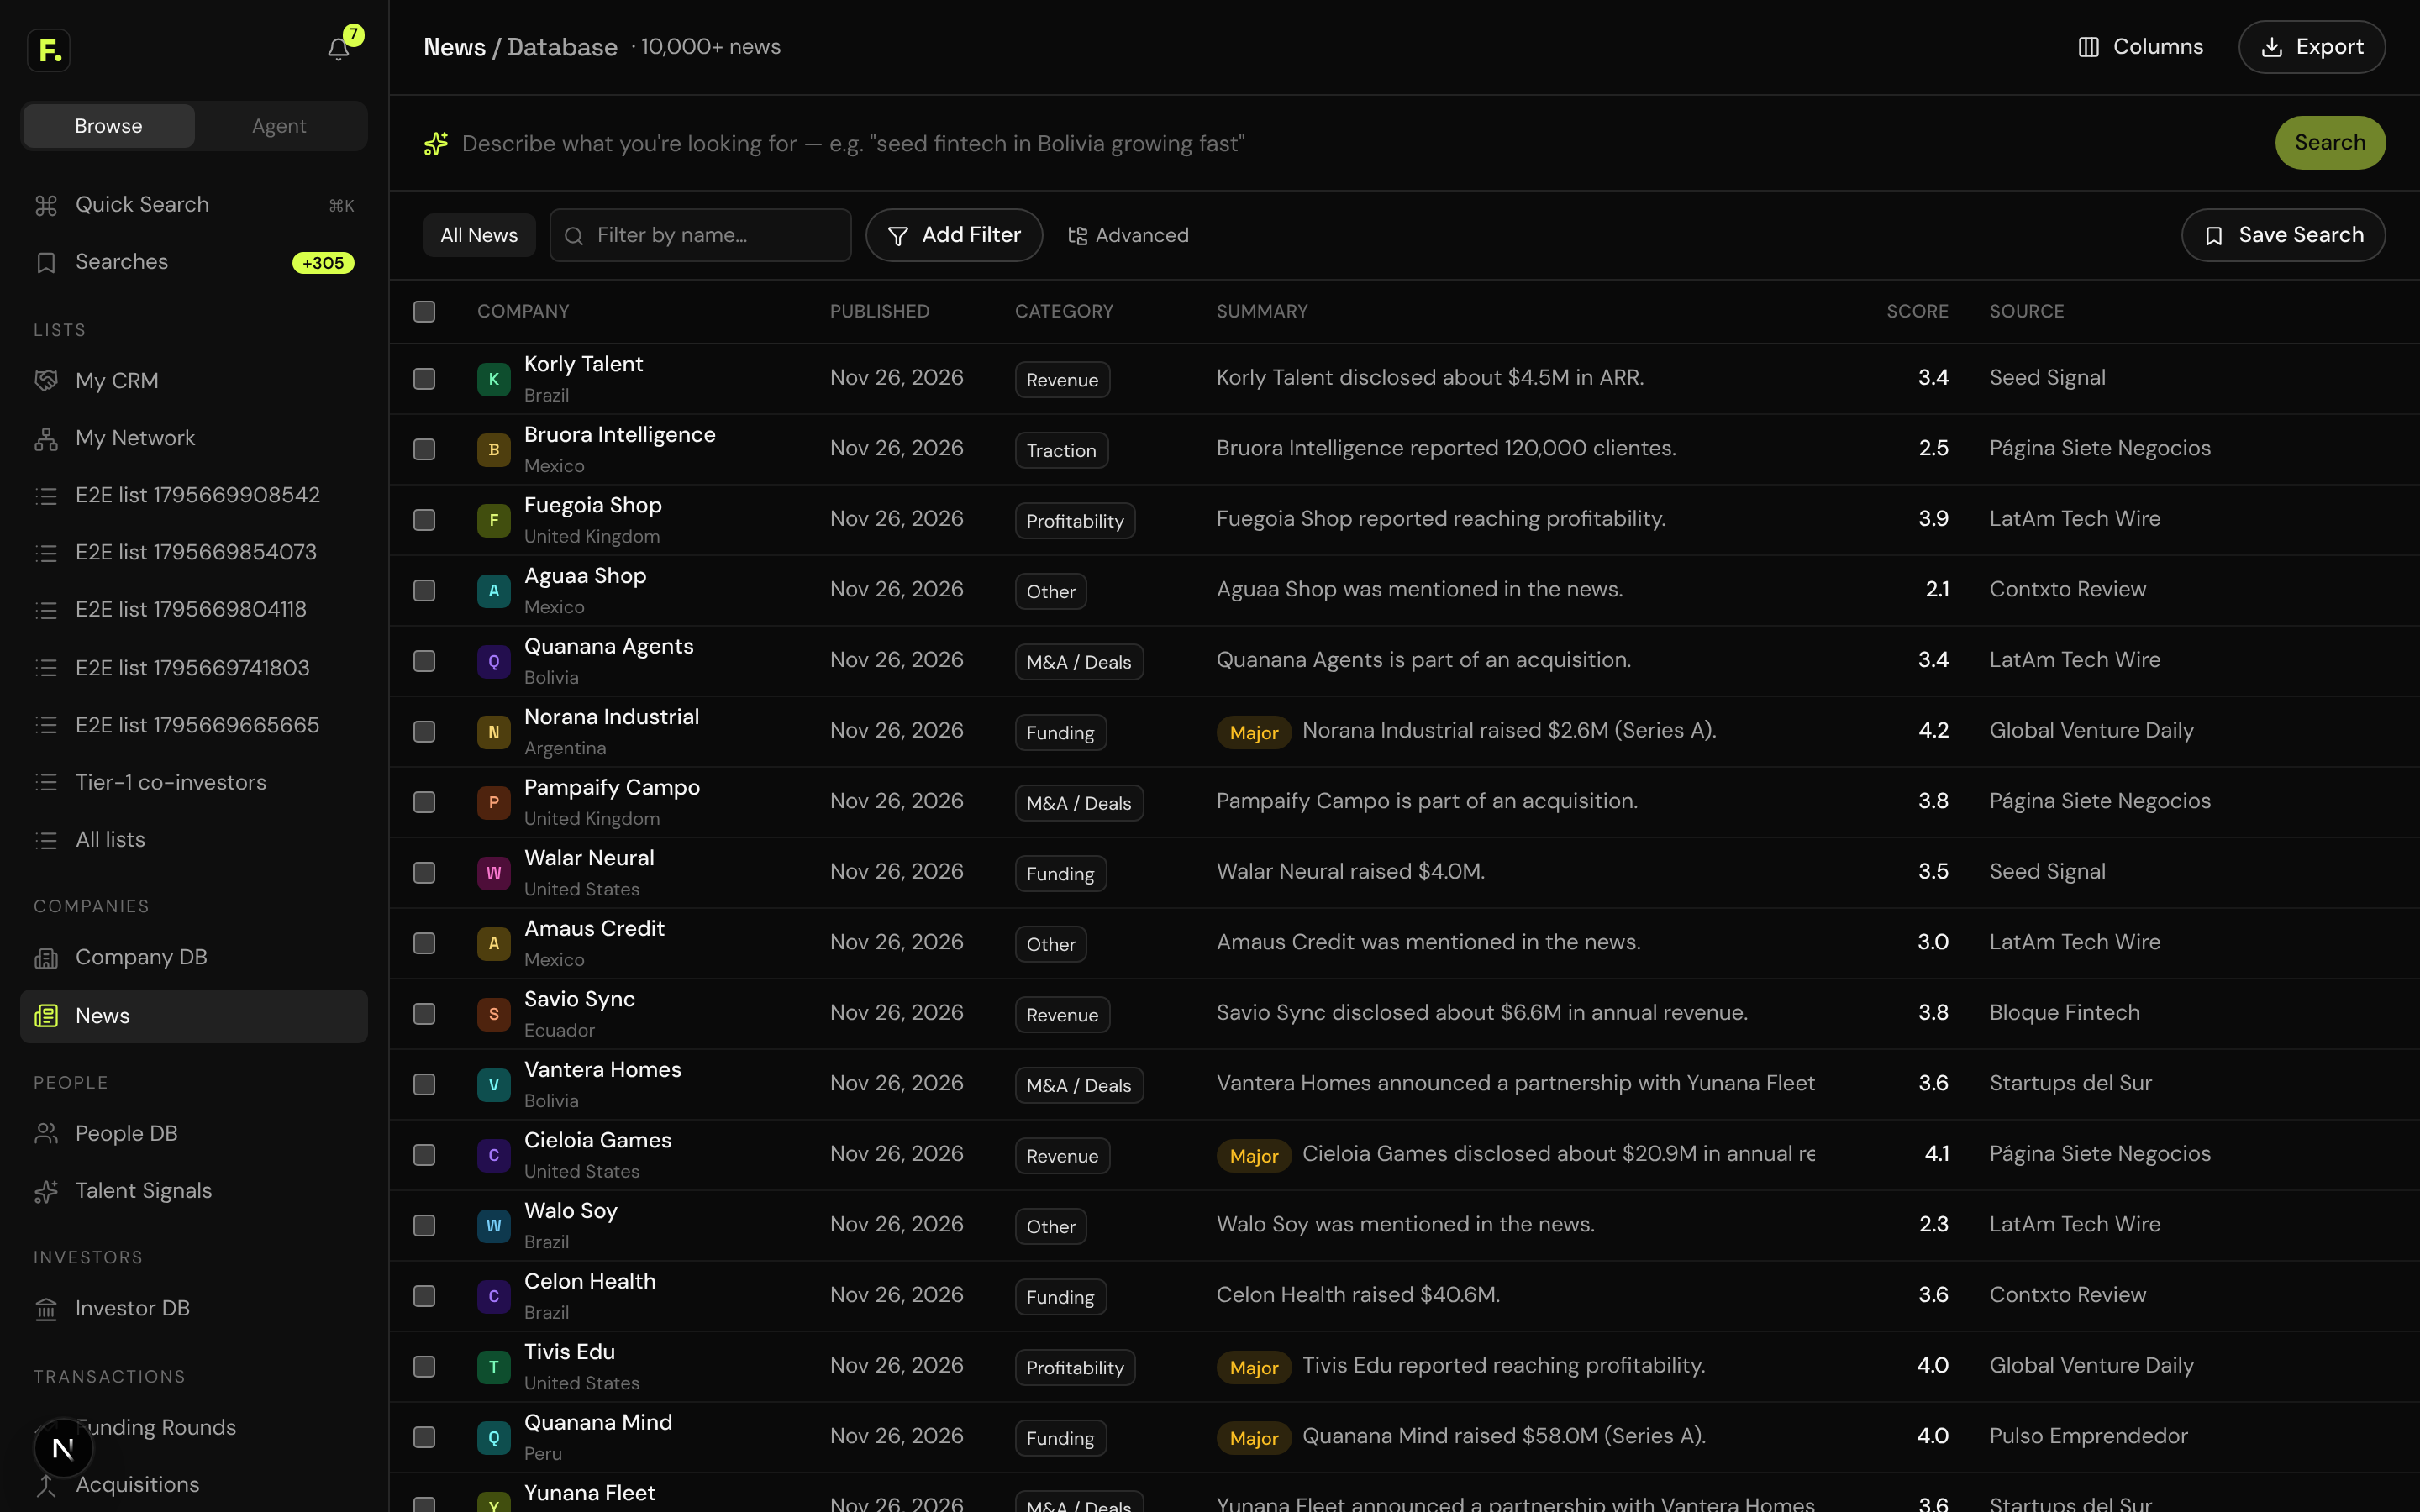 F.
7
Browse Agent
Quick Search ⌘K
Searches +305
LISTS
My CRM
My Network
E2E list 1795669908542
E2E list 1795669854073
E2E list 1795669804118
E2E list 1795669741803
E2E list 1795669665665
Tier-1 co-investors
All lists
COMPANIES
Company DB
News
PEOPLE
People DB
Talent Signals
INVESTORS
Investor DB
TRANSACTIONS
Funding Rounds
N
Acquisitions
News / Database · 10,000+ news
Columns Export
Describe what you're looking for — e.g. "seed fintech in Bolivia growing fast" Search
All News Filter by name... Add Filter Advanced Save Search
COMPANY PUBLISHED CATEGORY SUMMARY SCORE SOURCE
K Korly Talent Nov 26, 2026 Revenue Korly Talent disclosed about $4.5M in ARR. 3.4 Seed Signal
Brazil
B Bruora Intelligence Nov 26, 2026 Traction Bruora Intelligence reported 120,000 clientes. 2.5 Página Siete Negocios
Mexico
F Fuegoia Shop Nov 26, 2026 Profitability Fuegoia Shop reported reaching profitability. 3.9 LatAm Tech Wire
United Kingdom
A Aguaa Shop Nov 26, 2026 Other Aguaa Shop was mentioned in the news. 2.1 Contxto Review
Mexico
Q Quanana Agents Nov 26, 2026 M&A / Deals Quanana Agents is part of an acquisition. 3.4 LatAm Tech Wire
Bolivia
N Norana Industrial Nov 26, 2026 Funding Major Norana Industrial raised $2.6M (Series A). 4.2 Global Venture Daily
Argentina
P Pampaify Campo Nov 26, 2026 M&A / Deals Pampaify Campo is part of an acquisition. 3.8 Página Siete Negocios
United Kingdom
W Walar Neural Nov 26, 2026 Funding Walar Neural raised $4.0M. 3.5 Seed Signal
United States
A Amaus Credit Nov 26, 2026 Other Amaus Credit was mentioned in the news. 3.0 LatAm Tech Wire
Mexico
S Savio Sync Nov 26, 2026 Revenue Savio Sync disclosed about $6.6M in annual revenue. 3.8 Bloque Fintech
Ecuador
V Vantera Homes Nov 26, 2026 M&A / Deals Vantera Homes announced a partnership with Yunana Fleet 3.6 Startups del Sur
Bolivia
C Cieloia Games Nov 26, 2026 Revenue Major Cieloia Games disclosed about $20.9M in annual re 4.1 Página Siete Negocios
United States
W Walo Soy Nov 26, 2026 Other Walo Soy was mentioned in the news. 2.3 LatAm Tech Wire
Brazil
C Celon Health Nov 26, 2026 Funding Celon Health raised $40.6M. 3.6 Contxto Review
Brazil
T Tivis Edu Nov 26, 2026 Profitability Major Tivis Edu reported reaching profitability. 4.0 Global Venture Daily
United States
Q Quanana Mind Nov 26, 2026 Funding Major Quanana Mind raised $58.0M (Series A). 4.0 Pulso Emprendedor
Peru
Y Yunana Fleet Nov 26, 2026 M&A / Deals Yunana Fleet announced a partnership with Vantera Homes 3.6 Startups del Sur